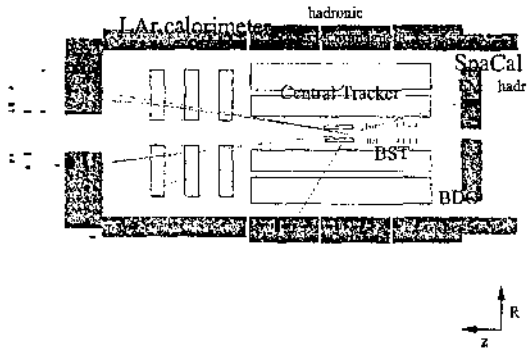 LAr calorimeter
hadronic
SpaCal
hadr
Central Tracker
BST
BDC
R
z